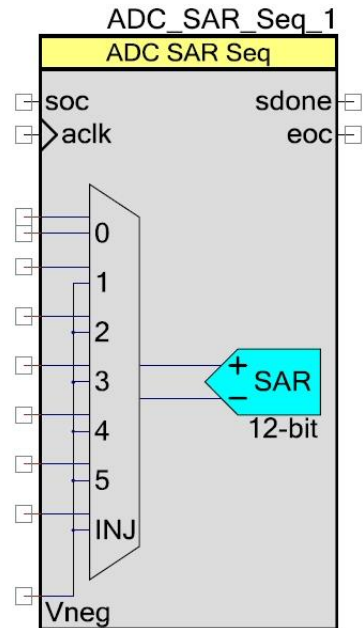 ADC_SAR_Seq_1
ADC SAR Seq
soc sdone
aclk eoc
0
1
2
+ SAR
3
−
12-bit
4
5
INJ
Vneg